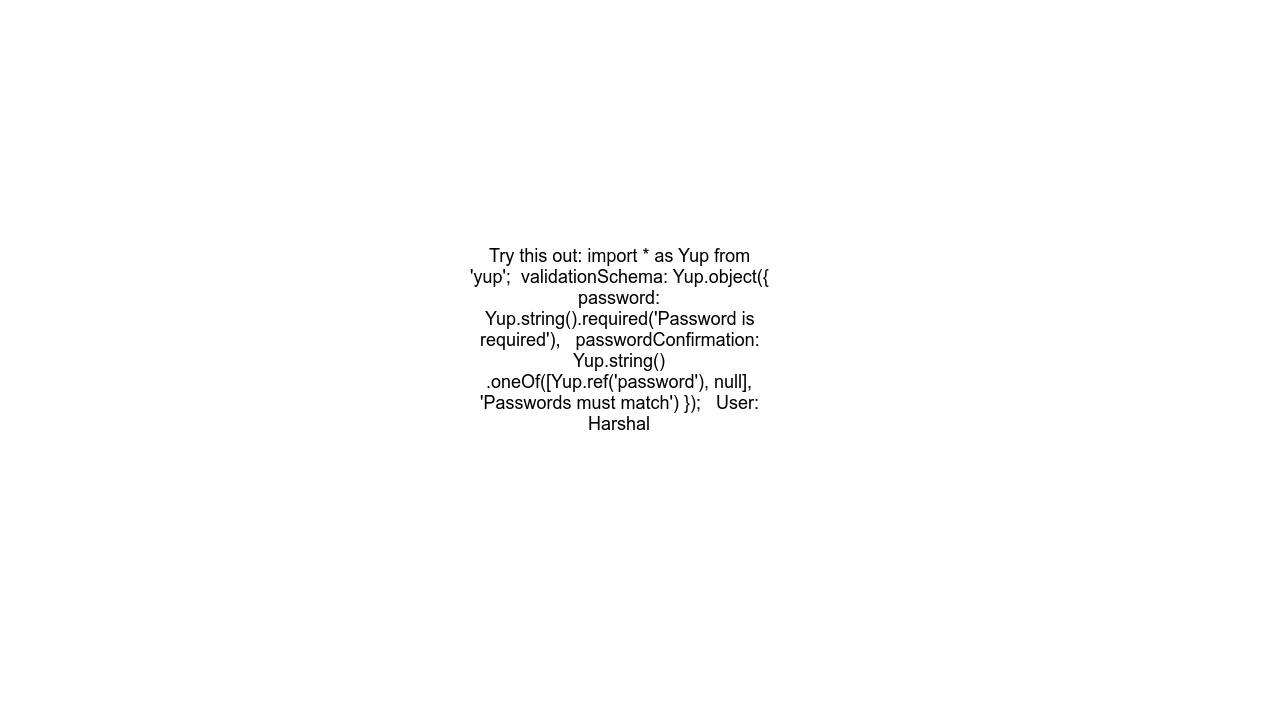 Try this out: import * as Yup from
'yup';  validationSchema: Yup.object({
password:
Yup.string().required('Password is
required'),   passwordConfirmation:
Yup.string()
.oneOf([Yup.ref('password'), null],
'Passwords must match') });   User:
Harshal